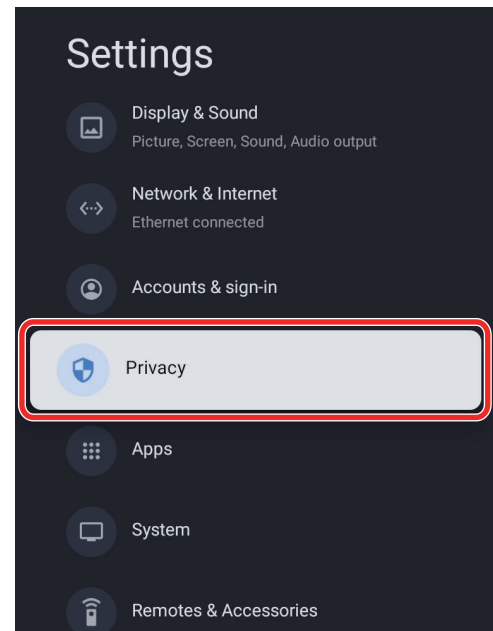 Settings
Display & Sound
Picture, Screen, Sound, Audio output
Network & Internet
Ethernet connected
Accounts & sign-in
Privacy
Apps
System
Remotes & Accessories